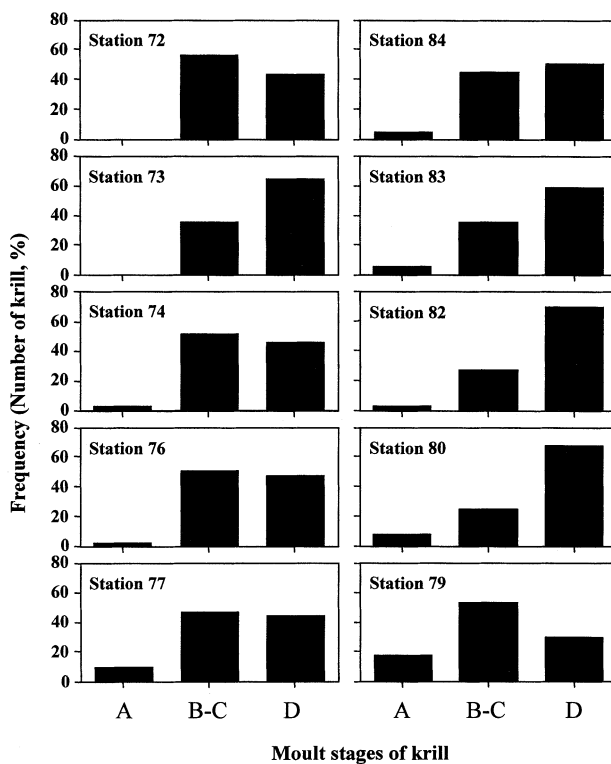 80
60
40
20
0
Station 72
Station 84
80
60
40
20
0
Station 73
Station 83
80
60
40
20
0
Station 74
Station 82
80
60
40
20
0
Station 76
Station 80
80
60
40
20
0
Station 77
Station 79
Frequency (Number of krill, %)
A B-C D A B-C D
Moult stages of krill